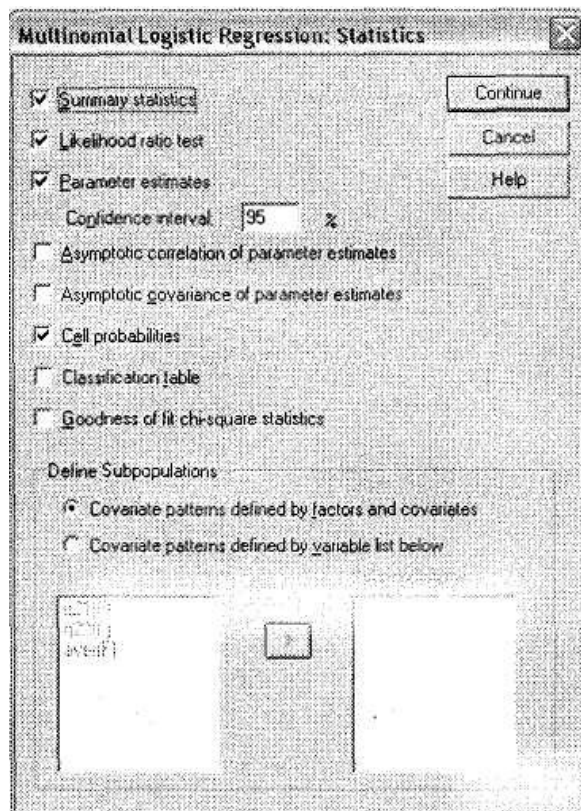 Multinomial Logistic Regression: Statistics
Summary statistics
Continue
Likelihood ratio test
Cancel
Parameter estimates
Help
Confidence interval: 95 %
Asymptotic correlation of parameter estimates
Asymptotic covariance of parameter estimates
Cell probabilities
Classification table
Goodness of fit chi-square statistics
Define Subpopulations
Covariate patterns defined by factors and covariates
Covariate patterns defined by variable list below